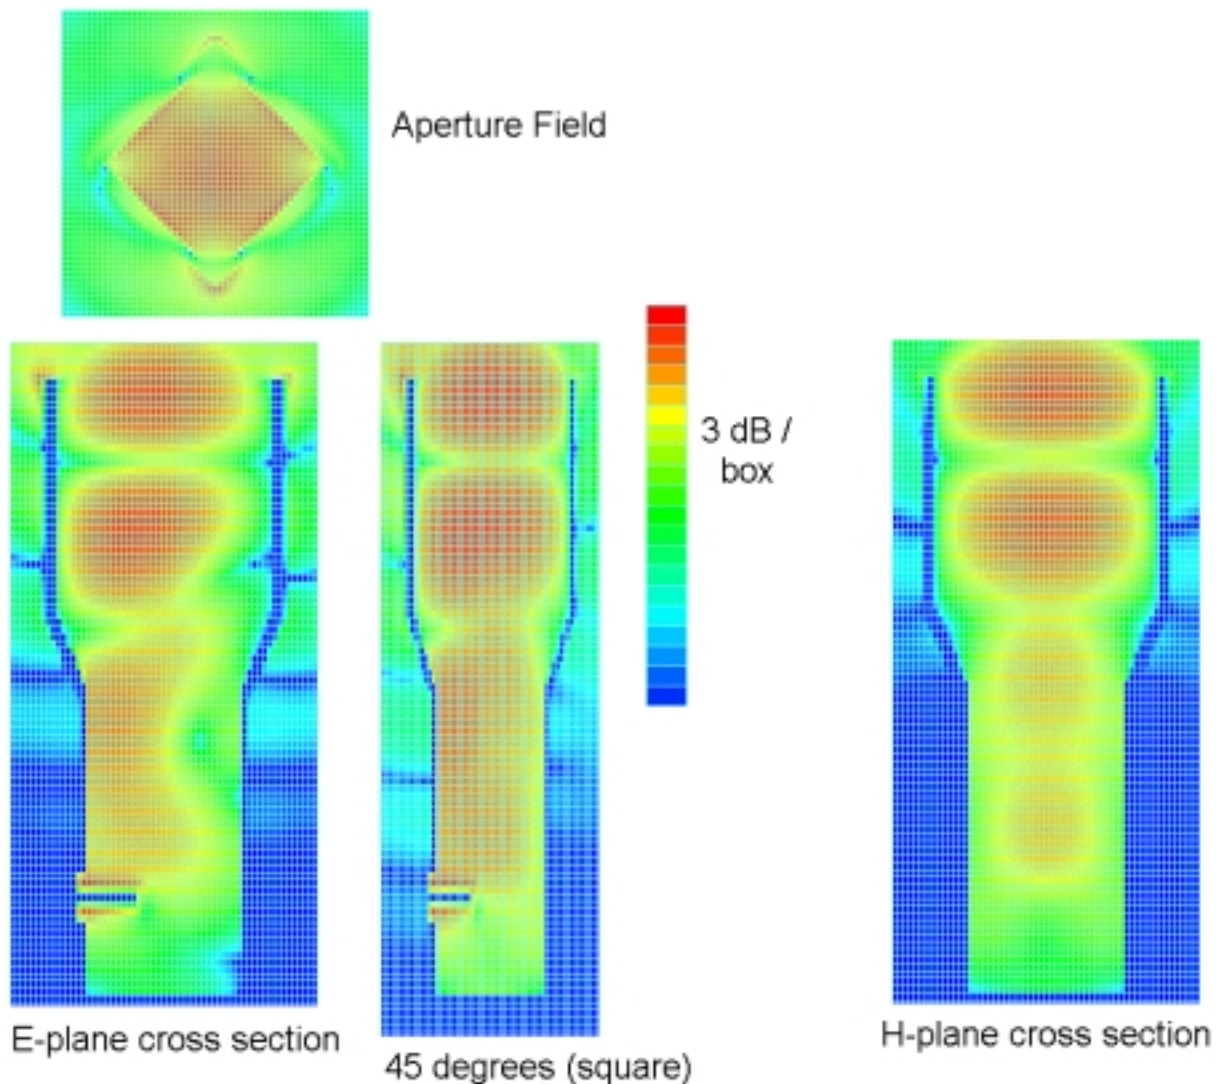 Aperture Field
3 dB /
box
E-plane cross section
45 degrees (square)
H-plane cross section